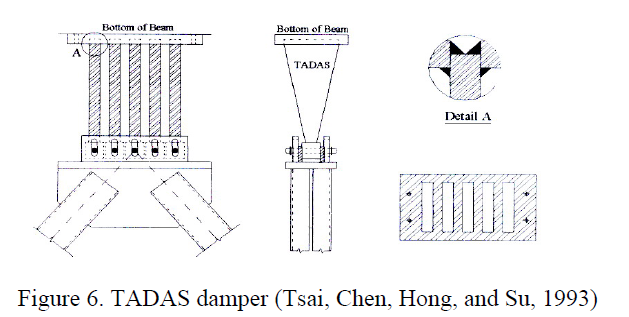 Bottom of Beam
A
Bottom of Beam
TADAS
Detail A
Figure 6. TADAS damper (Tsai, Chen, Hong, and Su, 1993)